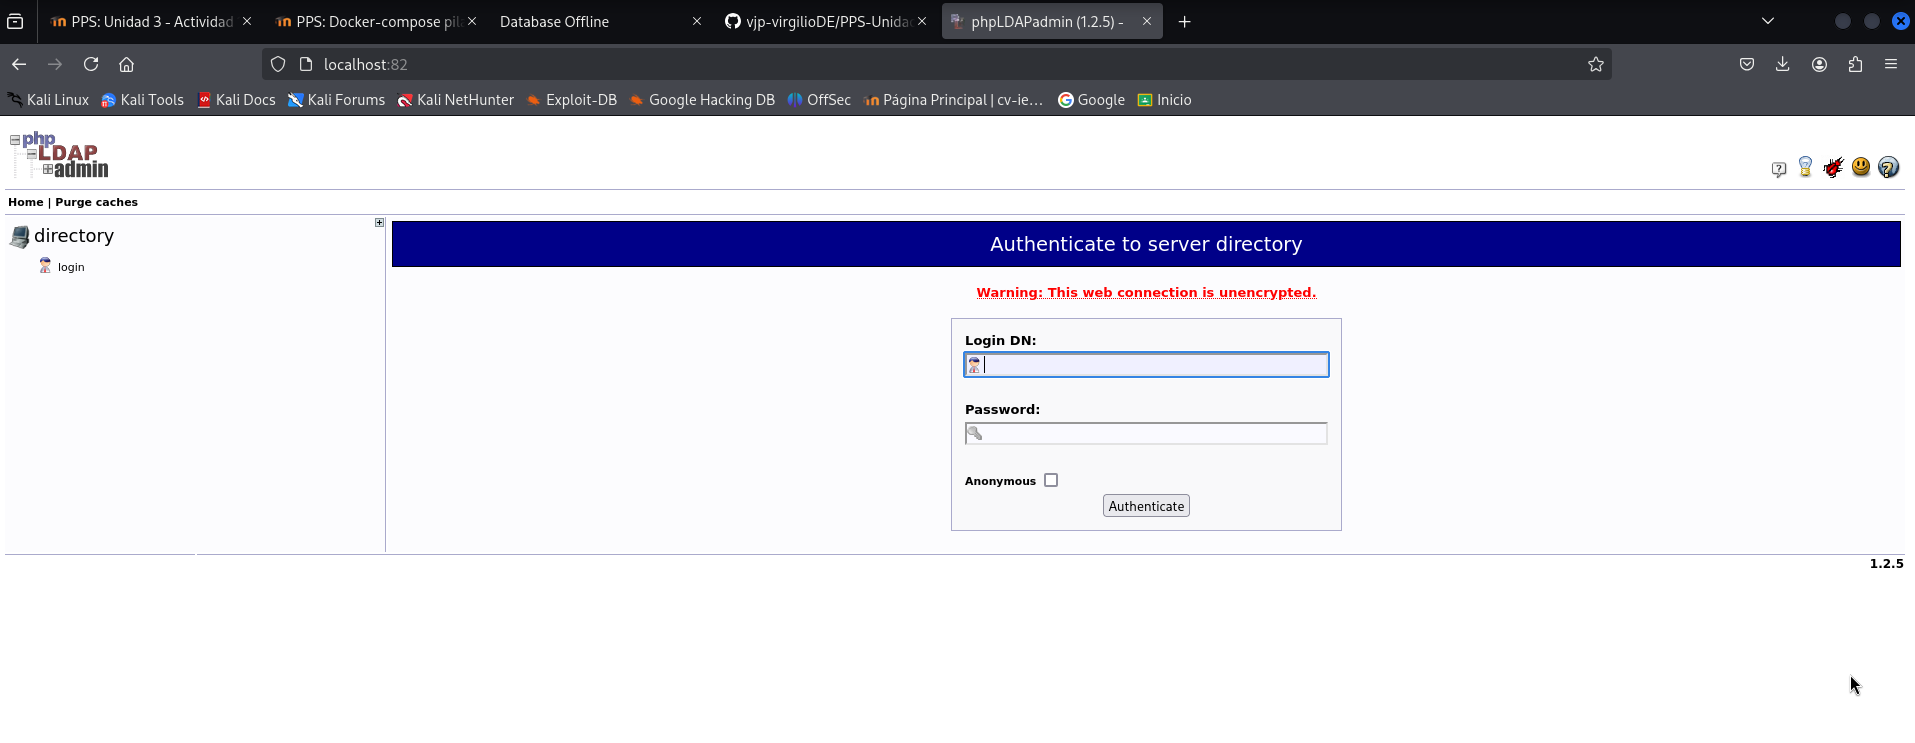 PPS: Unidad 3 - Actividad
PPS: Docker-compose pil
Database Offline
vjp-virgilioDE/PPS-Unida
phpLDAPadmin (1.2.5) -
localhost:82
Kali Linux
Kali Tools
Kali Docs
Kali Forums
Kali NetHunter
Exploit-DB
Google Hacking DB
OffSec
Página Principal | cv-ie…
Google
Inicio
php
LDAP
admin
Home | Purge caches
directory
login
Authenticate to server directory
Warning: This web connection is unencrypted.
Login DN:
Password:
Anonymous
Authenticate
1.2.5